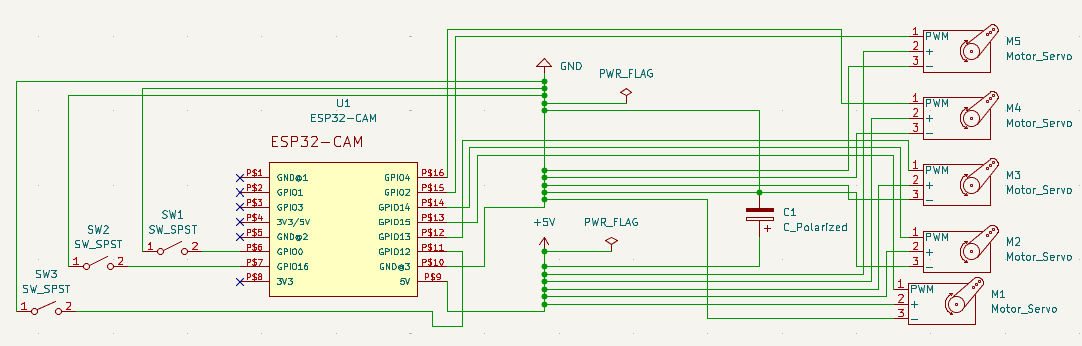 1 PWM
2 +
3 -
M5
Motor_Servo
GND
PWR_FLAG
1 PWM
2 +
3 -
M4
Motor_Servo
U1
ESP32-CAM
ESP32-CAM
1 PWM
2 +
3 -
M3
Motor_Servo
P$1 GND@1
P$2 GPIO1
P$3 GPIO3
P$4 3V3/5V
P$5 GND@2
P$6 GPIO0
P$7 GPIO16
P$8 3V3
GPIO4 P$16
GPIO2 P$15
GPIO14 P$14
GPIO15 P$13
GPIO13 P$12
GPIO12 P$11
GND@3 P$10
5V P$9
SW1
SW_SPST
1 2
SW2
SW_SPST
1 2
SW3
SW_SPST
1 2
+5V
PWR_FLAG
C1
C_Polarized
+
1 PWM
2 +
3 -
M2
Motor_Servo
1 PWM
2 +
3 -
M1
Motor_Servo